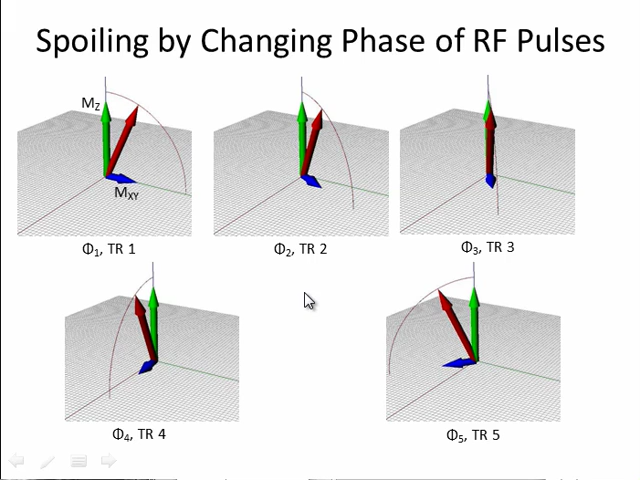 Spoiling by Changing Phase of RF Pulses
M_Z
M_XY
Φ₁, TR 1
Φ₂, TR 2
Φ₃, TR 3
Φ₄, TR 4
Φ₅, TR 5